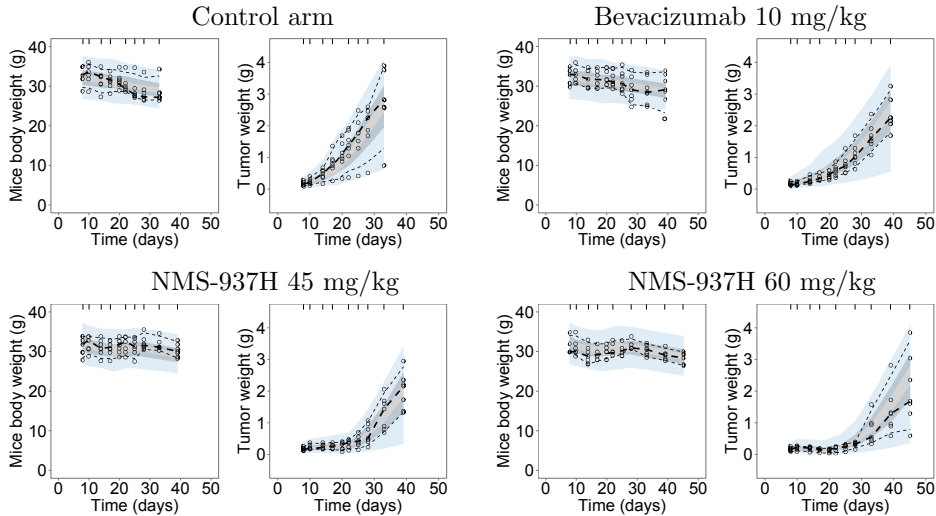 Control arm
Bevacizumab 10 mg/kg
Mice body weight (g)
40
30
20
10
0
0 10 20 30 40 50
Time (days)
Tumor weight (g)
4
3
2
1
0
0 10 20 30 40 50
Time (days)
Mice body weight (g)
40
30
20
10
0
0 10 20 30 40 50
Time (days)
Tumor weight (g)
4
3
2
1
0
0 10 20 30 40 50
Time (days)
NMS-937H 45 mg/kg
NMS-937H 60 mg/kg
Mice body weight (g)
40
30
20
10
0
0 10 20 30 40 50
Time (days)
Tumor weight (g)
4
3
2
1
0
0 10 20 30 40 50
Time (days)
Mice body weight (g)
40
30
20
10
0
0 10 20 30 40 50
Time (days)
Tumor weight (g)
4
3
2
1
0
0 10 20 30 40 50
Time (days)